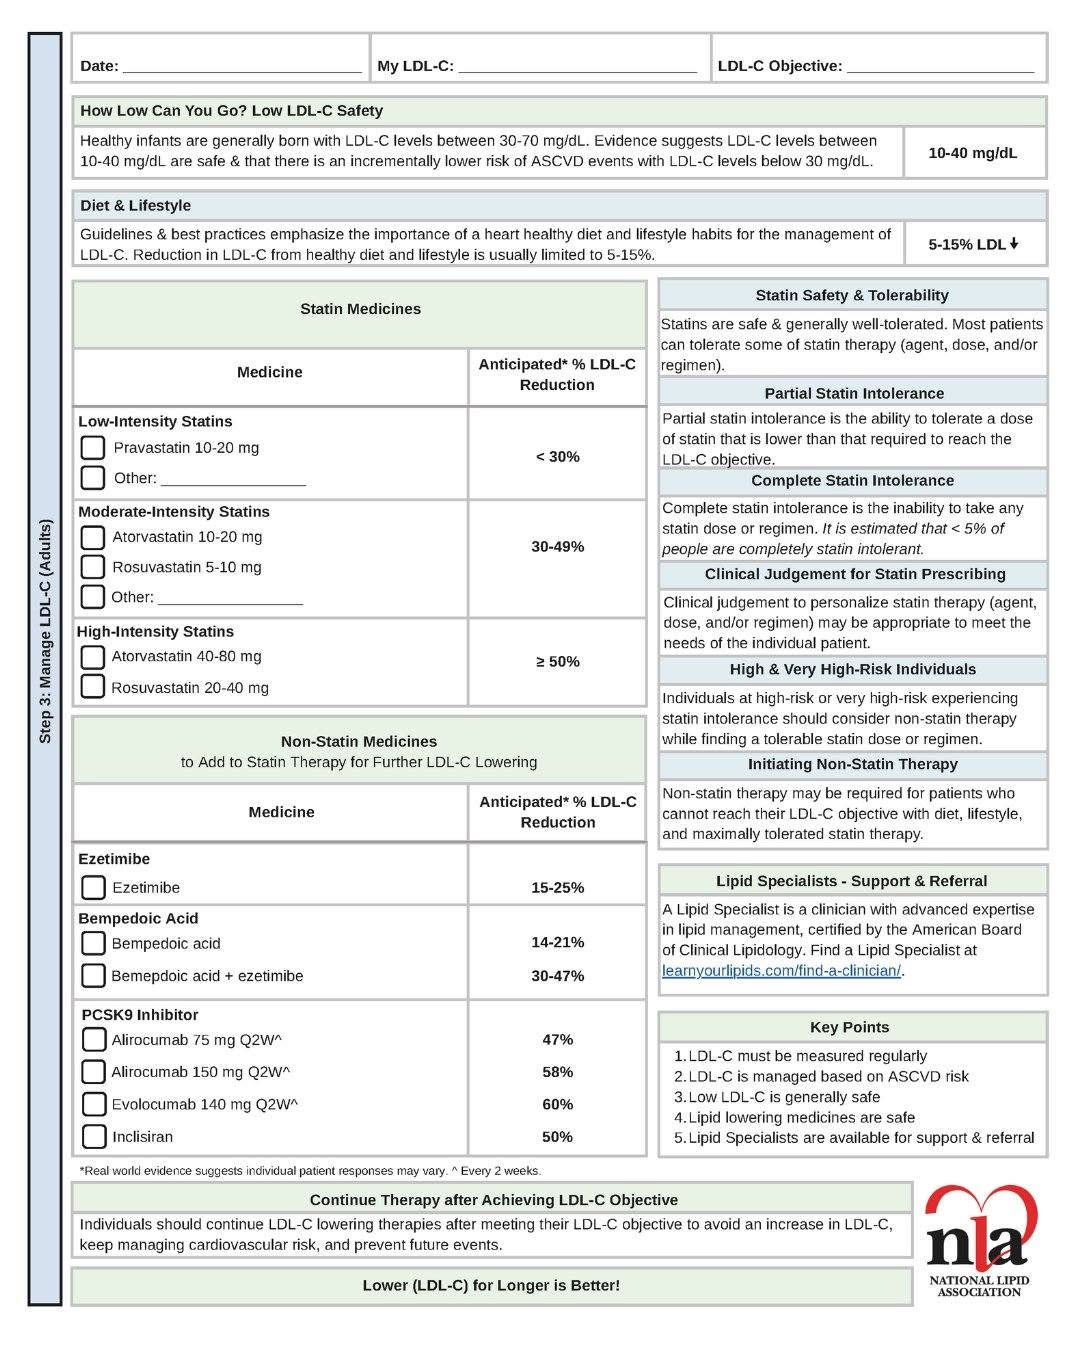 Step 3: Manage LDL-C (Adults)
Date: ____________________________
My LDL-C: ____________________________
LDL-C Objective: ______________________
How Low Can You Go? Low LDL-C Safety
Healthy infants are generally born with LDL-C levels between 30-70 mg/dL. Evidence suggests LDL-C levels between
10-40 mg/dL are safe & that there is an incrementally lower risk of ASCVD events with LDL-C levels below 30 mg/dL.
10-40 mg/dL
Diet & Lifestyle
Guidelines & best practices emphasize the importance of a heart healthy diet and lifestyle habits for the management of
LDL-C. Reduction in LDL-C from healthy diet and lifestyle is usually limited to 5-15%.
5-15% LDL
Statin Medicines
Medicine
Anticipated* % LDL-C
Reduction
Low-Intensity Statins
Pravastatin 10-20 mg
Other: _________________
< 30%
Moderate-Intensity Statins
Atorvastatin 10-20 mg
Rosuvastatin 5-10 mg
Other: _________________
30-49%
High-Intensity Statins
Atorvastatin 40-80 mg
Rosuvastatin 20-40 mg
≥ 50%
Non-Statin Medicines
to Add to Statin Therapy for Further LDL-C Lowering
Medicine
Anticipated* % LDL-C
Reduction
Ezetimibe
Ezetimibe 15-25%
Bempedoic Acid
Bempedoic acid 14-21%
Bemepdoic acid + ezetimibe 30-47%
PCSK9 Inhibitor
Alirocumab 75 mg Q2W^ 47%
Alirocumab 150 mg Q2W^ 58%
Evolocumab 140 mg Q2W^ 60%
Inclisiran 50%
*Real world evidence suggests individual patient responses may vary. ^ Every 2 weeks.
Statin Safety & Tolerability
Statins are safe & generally well-tolerated. Most patients
can tolerate some of statin therapy (agent, dose, and/or
regimen).
Partial Statin Intolerance
Partial statin intolerance is the ability to tolerate a dose
of statin that is lower than that required to reach the
LDL-C objective.
Complete Statin Intolerance
Complete statin intolerance is the inability to take any
statin dose or regimen. It is estimated that < 5% of
people are completely statin intolerant.
Clinical Judgement for Statin Prescribing
Clinical judgement to personalize statin therapy (agent,
dose, and/or regimen) may be appropriate to meet the
needs of the individual patient.
High & Very High-Risk Individuals
Individuals at high-risk or very high-risk experiencing
statin intolerance should consider non-statin therapy
while finding a tolerable statin dose or regimen.
Initiating Non-Statin Therapy
Non-statin therapy may be required for patients who
cannot reach their LDL-C objective with diet, lifestyle,
and maximally tolerated statin therapy.
Lipid Specialists - Support & Referral
A Lipid Specialist is a clinician with advanced expertise
in lipid management, certified by the American Board
of Clinical Lipidology. Find a Lipid Specialist at
learnyourlipids.com/find-a-clinician/.
Key Points
1. LDL-C must be measured regularly
2. LDL-C is managed based on ASCVD risk
3. Low LDL-C is generally safe
4. Lipid lowering medicines are safe
5. Lipid Specialists are available for support & referral
Continue Therapy after Achieving LDL-C Objective
Individuals should continue LDL-C lowering therapies after meeting their LDL-C objective to avoid an increase in LDL-C,
keep managing cardiovascular risk, and prevent future events.
Lower (LDL-C) for Longer is Better!
nla
NATIONAL LIPID
ASSOCIATION